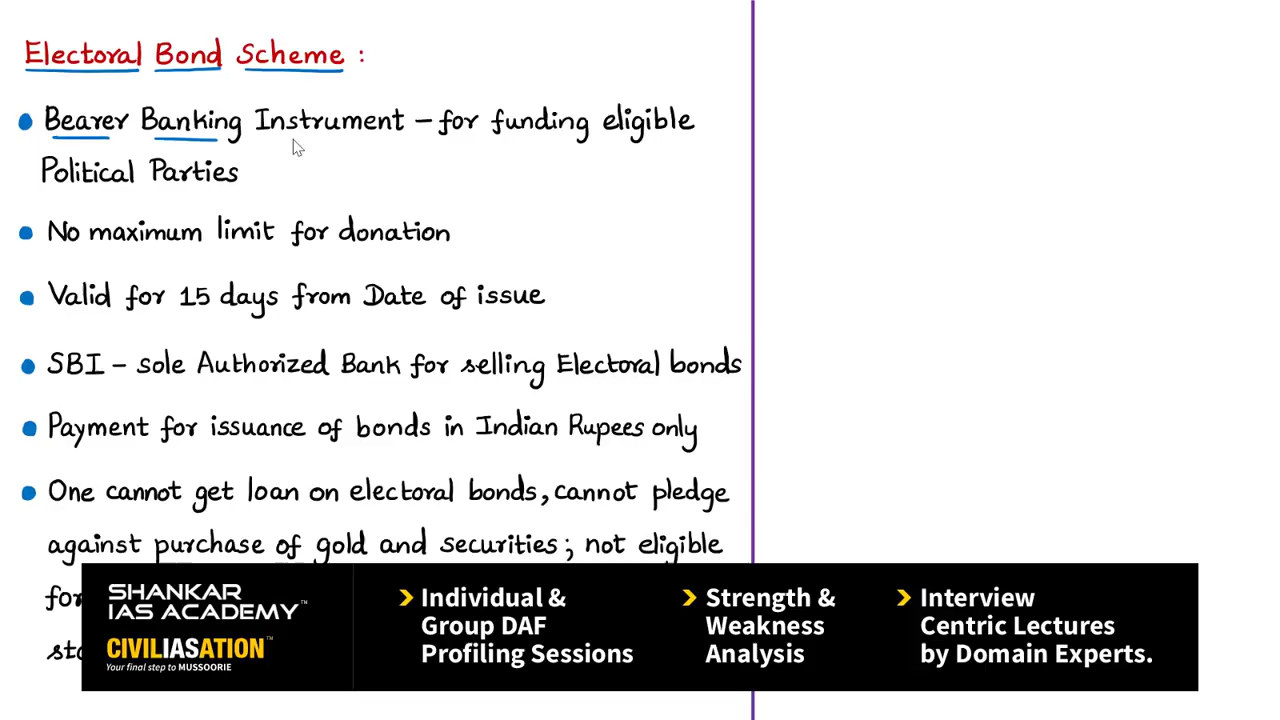 Electoral Bond Scheme :
Bearer Banking Instrument – for funding eligible
Political Parties
No maximum limit for donation
Valid for 15 days from Date of issue
SBI – sole Authorized Bank for selling Electoral bonds
Payment for issuance of bonds in Indian Rupees only
One cannot get loan on electoral bonds, cannot pledge
against purchase of gold and securities; not eligible
for
SHANKAR
IAS ACADEMY™
CIVILIASATION™
Your final step to MUSSOORIE
Individual &
Group DAF
Profiling Sessions
Strength &
Weakness
Analysis
Interview
Centric Lectures
by Domain Experts.